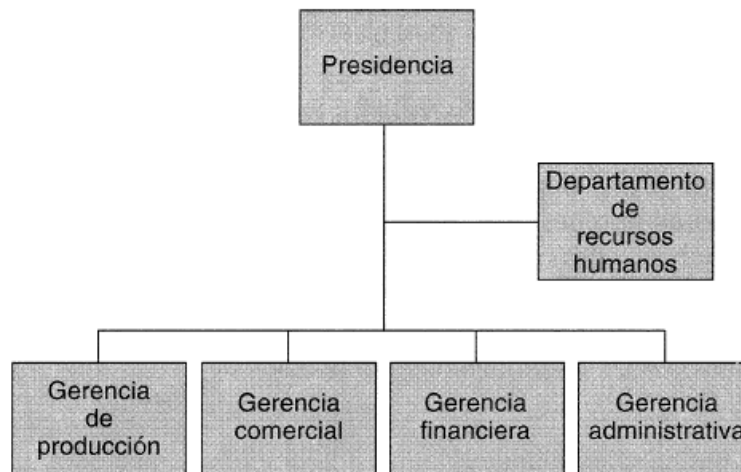 Presidencia
Departamento
de
recursos
humanos
Gerencia
de
producción
Gerencia
comercial
Gerencia
financiera
Gerencia
administrativa